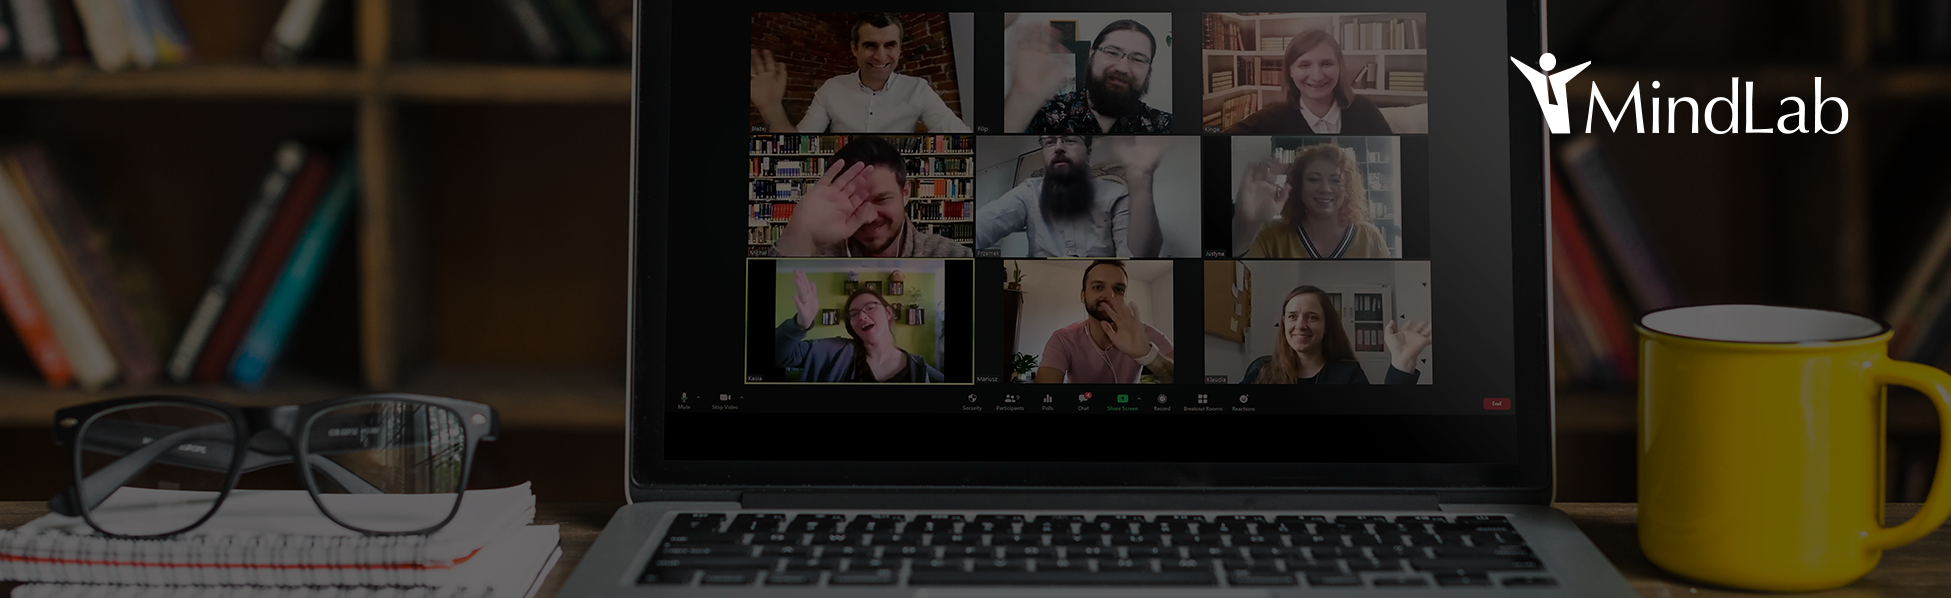 MindLab
Błażej
Filip
Kinga
Michał
Przemek
Justyna
Kasia
Mariusz
Klaudia
Mute
Stop Video
Security
Participants
Polls
Chat
Share Screen
Record
Breakout Rooms
Reactions
End